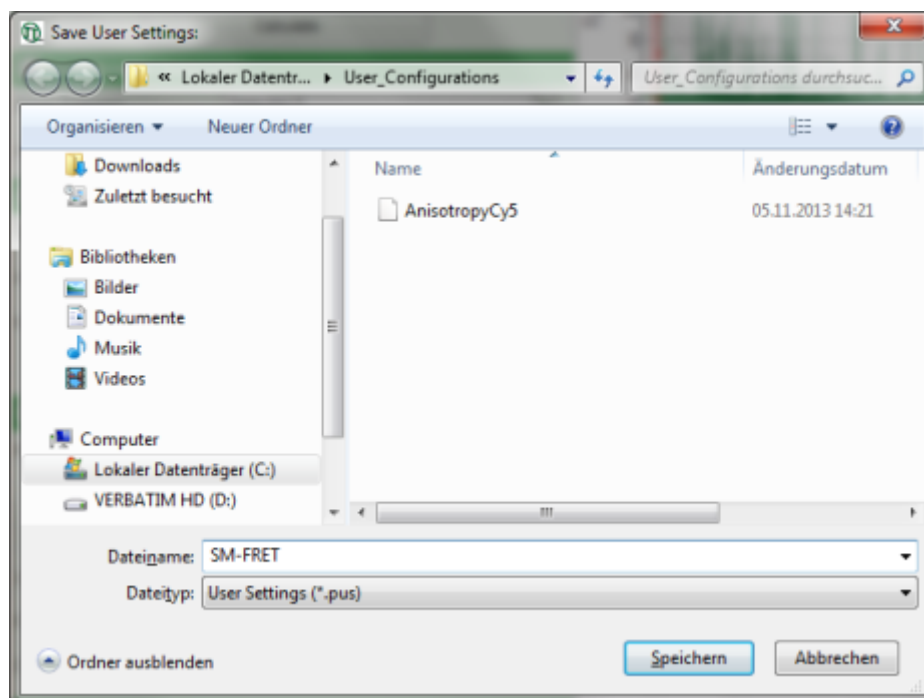 Save User Settings:
« Lokaler Datentr... ▸ User_Configurations
User_Configurations durchsuc...
Organisieren
Neuer Ordner
Downloads
Zuletzt besucht
Bibliotheken
Bilder
Dokumente
Musik
Videos
Computer
Lokaler Datenträger (C:)
VERBATIM HD (D:)
Name
Änderungsdatum
AnisotropyCy5
05.11.2013 14:21
Dateiname: SM-FRET
Dateityp: User Settings (*.pus)
Ordner ausblenden
Speichern
Abbrechen